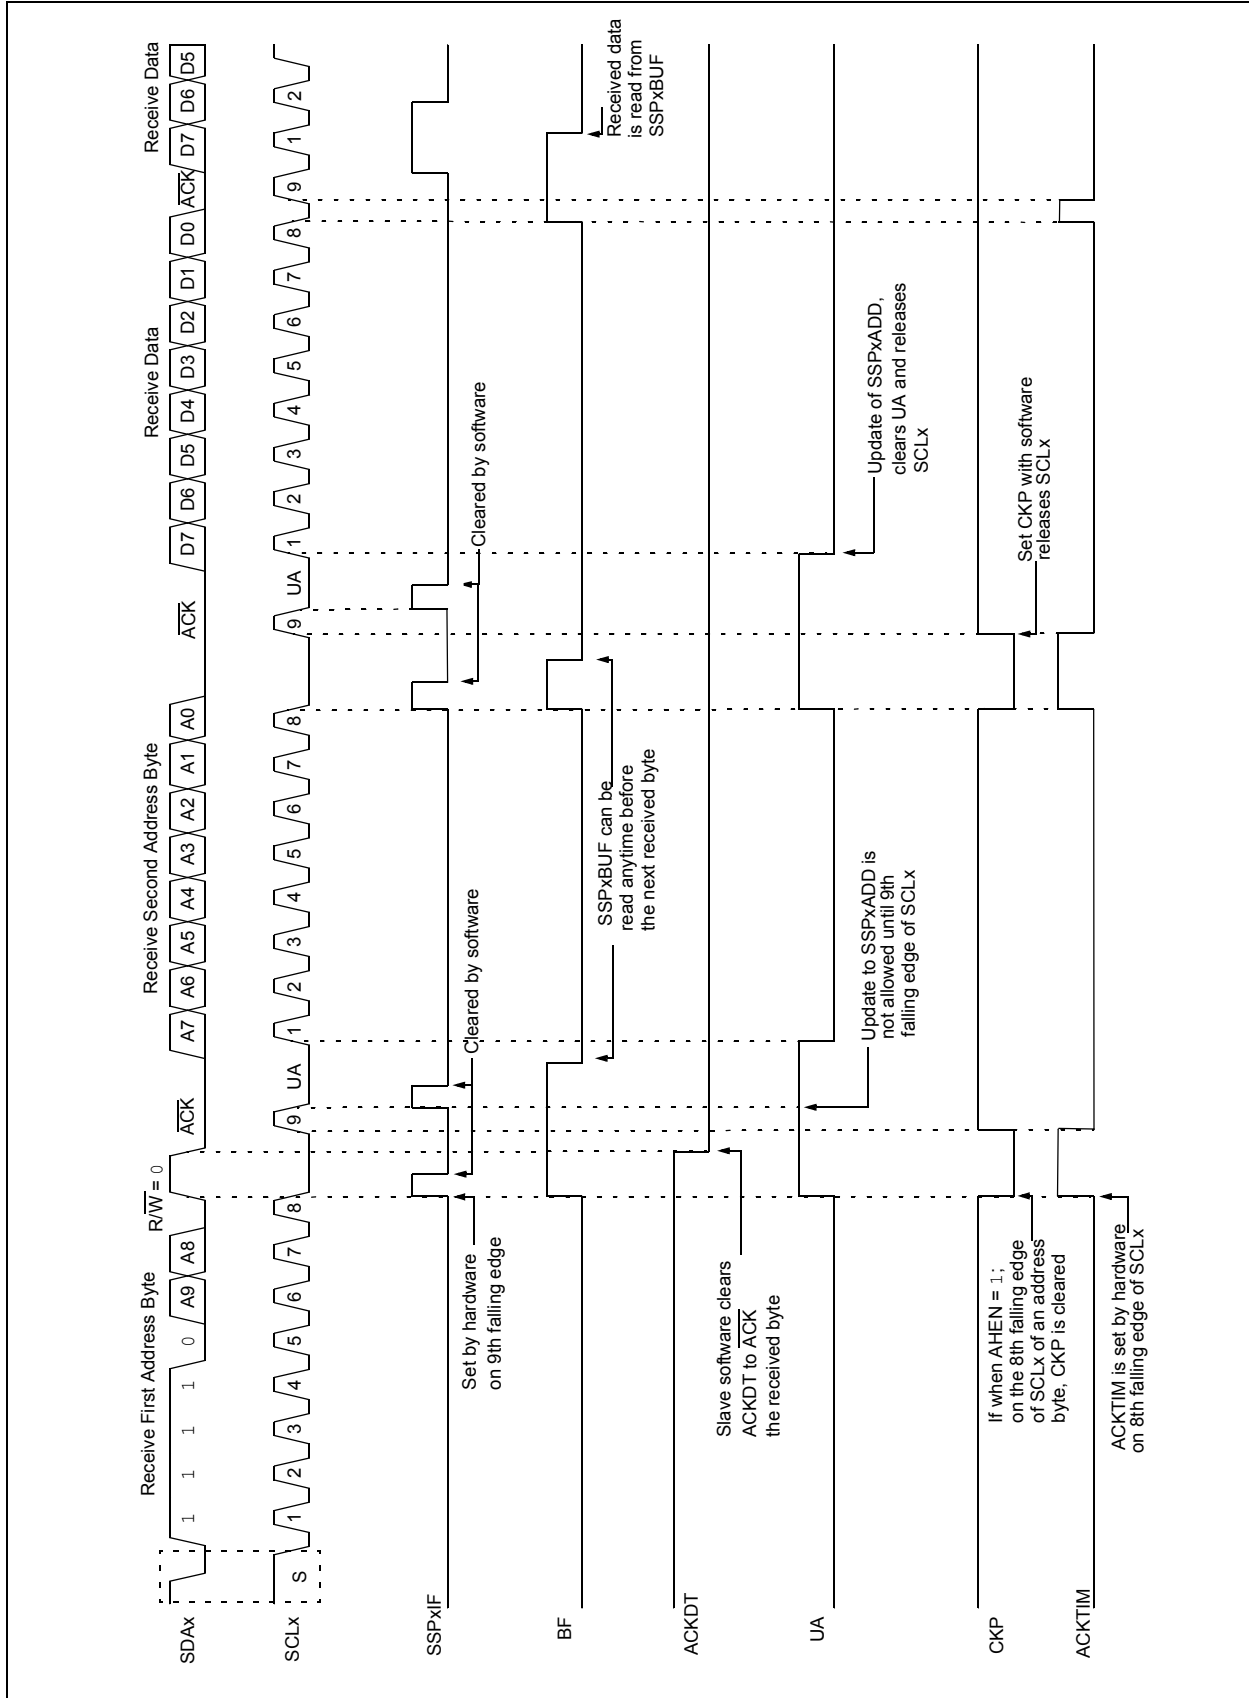 Receive First Address Byte
R/W = 0
Receive Second Address Byte
Receive Data
Receive Data
SDAx
1 1 1 1 0 A9 A8 ACK A7 A6 A5 A4 A3 A2 A1 A0 ACK D7 D6 D5 D4 D3 D2 D1 D0 ACK D7 D6 D5
SCLx
S 1 2 3 4 5 6 7 8 9 UA 1 2 3 4 5 6 7 8 9 UA 1 2 3 4 5 6 7 8 9 1 2
SSPxIF
Set by hardware
on 9th falling edge
Cleared by software
Cleared by software
BF
SSPxBUF can be
read anytime before
the next received byte
Received data
is read from
SSPxBUF
ACKDT
Slave software clears
ACKDT to ACK
the received byte
UA
Update to SSPxADD is
not allowed until 9th
falling edge of SCLx
Update of SSPxADD,
clears UA and releases
SCLx
CKP
If when AHEN = 1;
on the 8th falling edge
of SCLx of an address
byte, CKP is cleared
Set CKP with software
releases SCLx
ACKTIM
ACKTIM is set by hardware
on 8th falling edge of SCLx